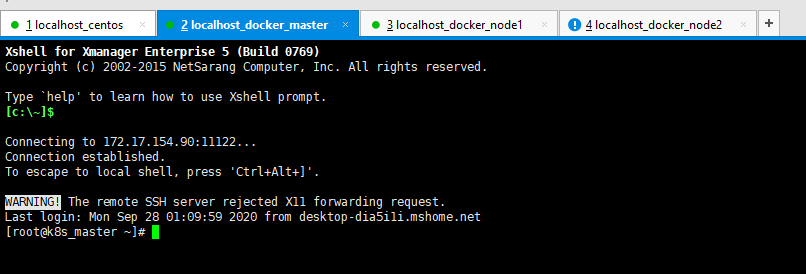 1 localhost_centos × 2 localhost_docker_master × 3 localhost_docker_node1 × 4 localhost_docker_node2 × +
Xshell for Xmanager Enterprise 5 (Build 0769)
Copyright (c) 2002-2015 NetSarang Computer, Inc. All rights reserved.
Type `help' to learn how to use Xshell prompt.
[c:\~]$
Connecting to 172.17.154.90:11122...
Connection established.
To escape to local shell, press 'Ctrl+Alt+]'.
WARNING! The remote SSH server rejected X11 forwarding request.
Last login: Mon Sep 28 01:09:59 2020 from desktop-dia5i1i.mshome.net
[root@k8s_master ~]#